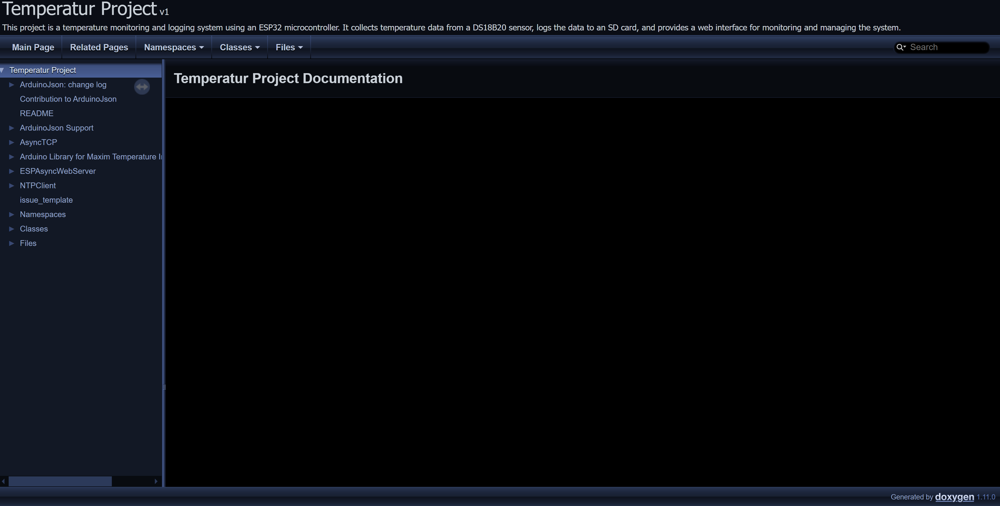 Temperatur Project v1
This project is a temperature monitoring and logging system using an ESP32 microcontroller. It collects temperature data from a DS18B20 sensor, logs the data to an SD card, and provides a web interface for monitoring and managing the system.
Main Page Related Pages Namespaces Classes Files Search
Temperatur Project
ArduinoJson: change log
Contribution to ArduinoJson
README
ArduinoJson Support
AsyncTCP
Arduino Library for Maxim Temperature
ESPAsyncWebServer
NTPClient
issue_template
Namespaces
Classes
Files
Temperatur Project Documentation
Generated by doxygen 1.11.0